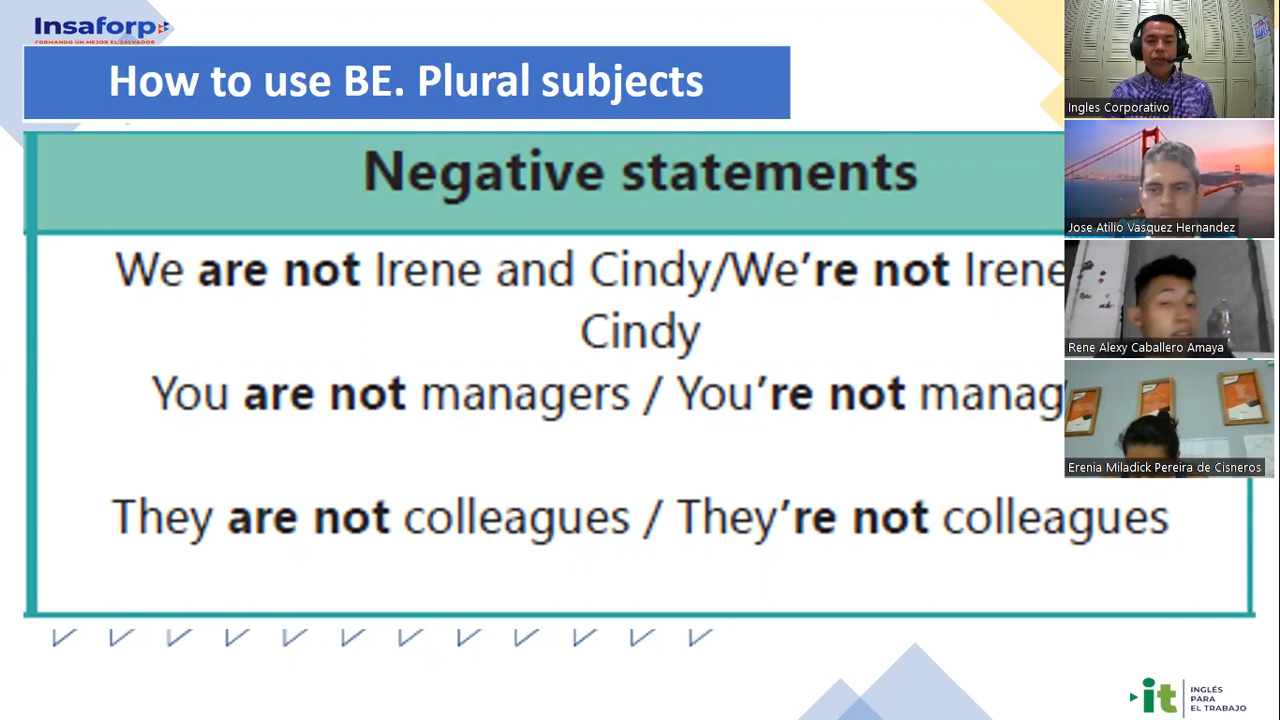 Insaforp
FORMANDO UN MEJOR EL SALVADOR
How to use BE. Plural subjects
Negative statements
We are not Irene and Cindy/We're not Irene
Cindy
You are not managers / You're not manag
They are not colleagues / They're not colleagues
Ingles Corporativo
Jose Atilio Vasquez Hernandez
Rene Alexy Caballero Amaya
Erenia Miladick Pereira de Cisneros
it
INGLÉS
PARA
EL TRABAJO